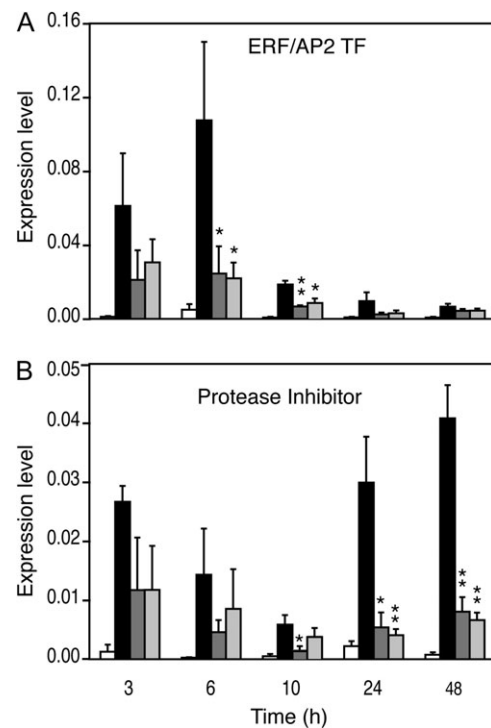 A
0.16
ERF/AP2 TF
0.12
Expression level
0.08
0.04
* *
* * *
0.00
B
0.05
Protease Inhibitor
0.04
Expression level
0.03
0.02
0.01
*
* * *
* * * *
0.00
3 6 10 24 48
Time (h)